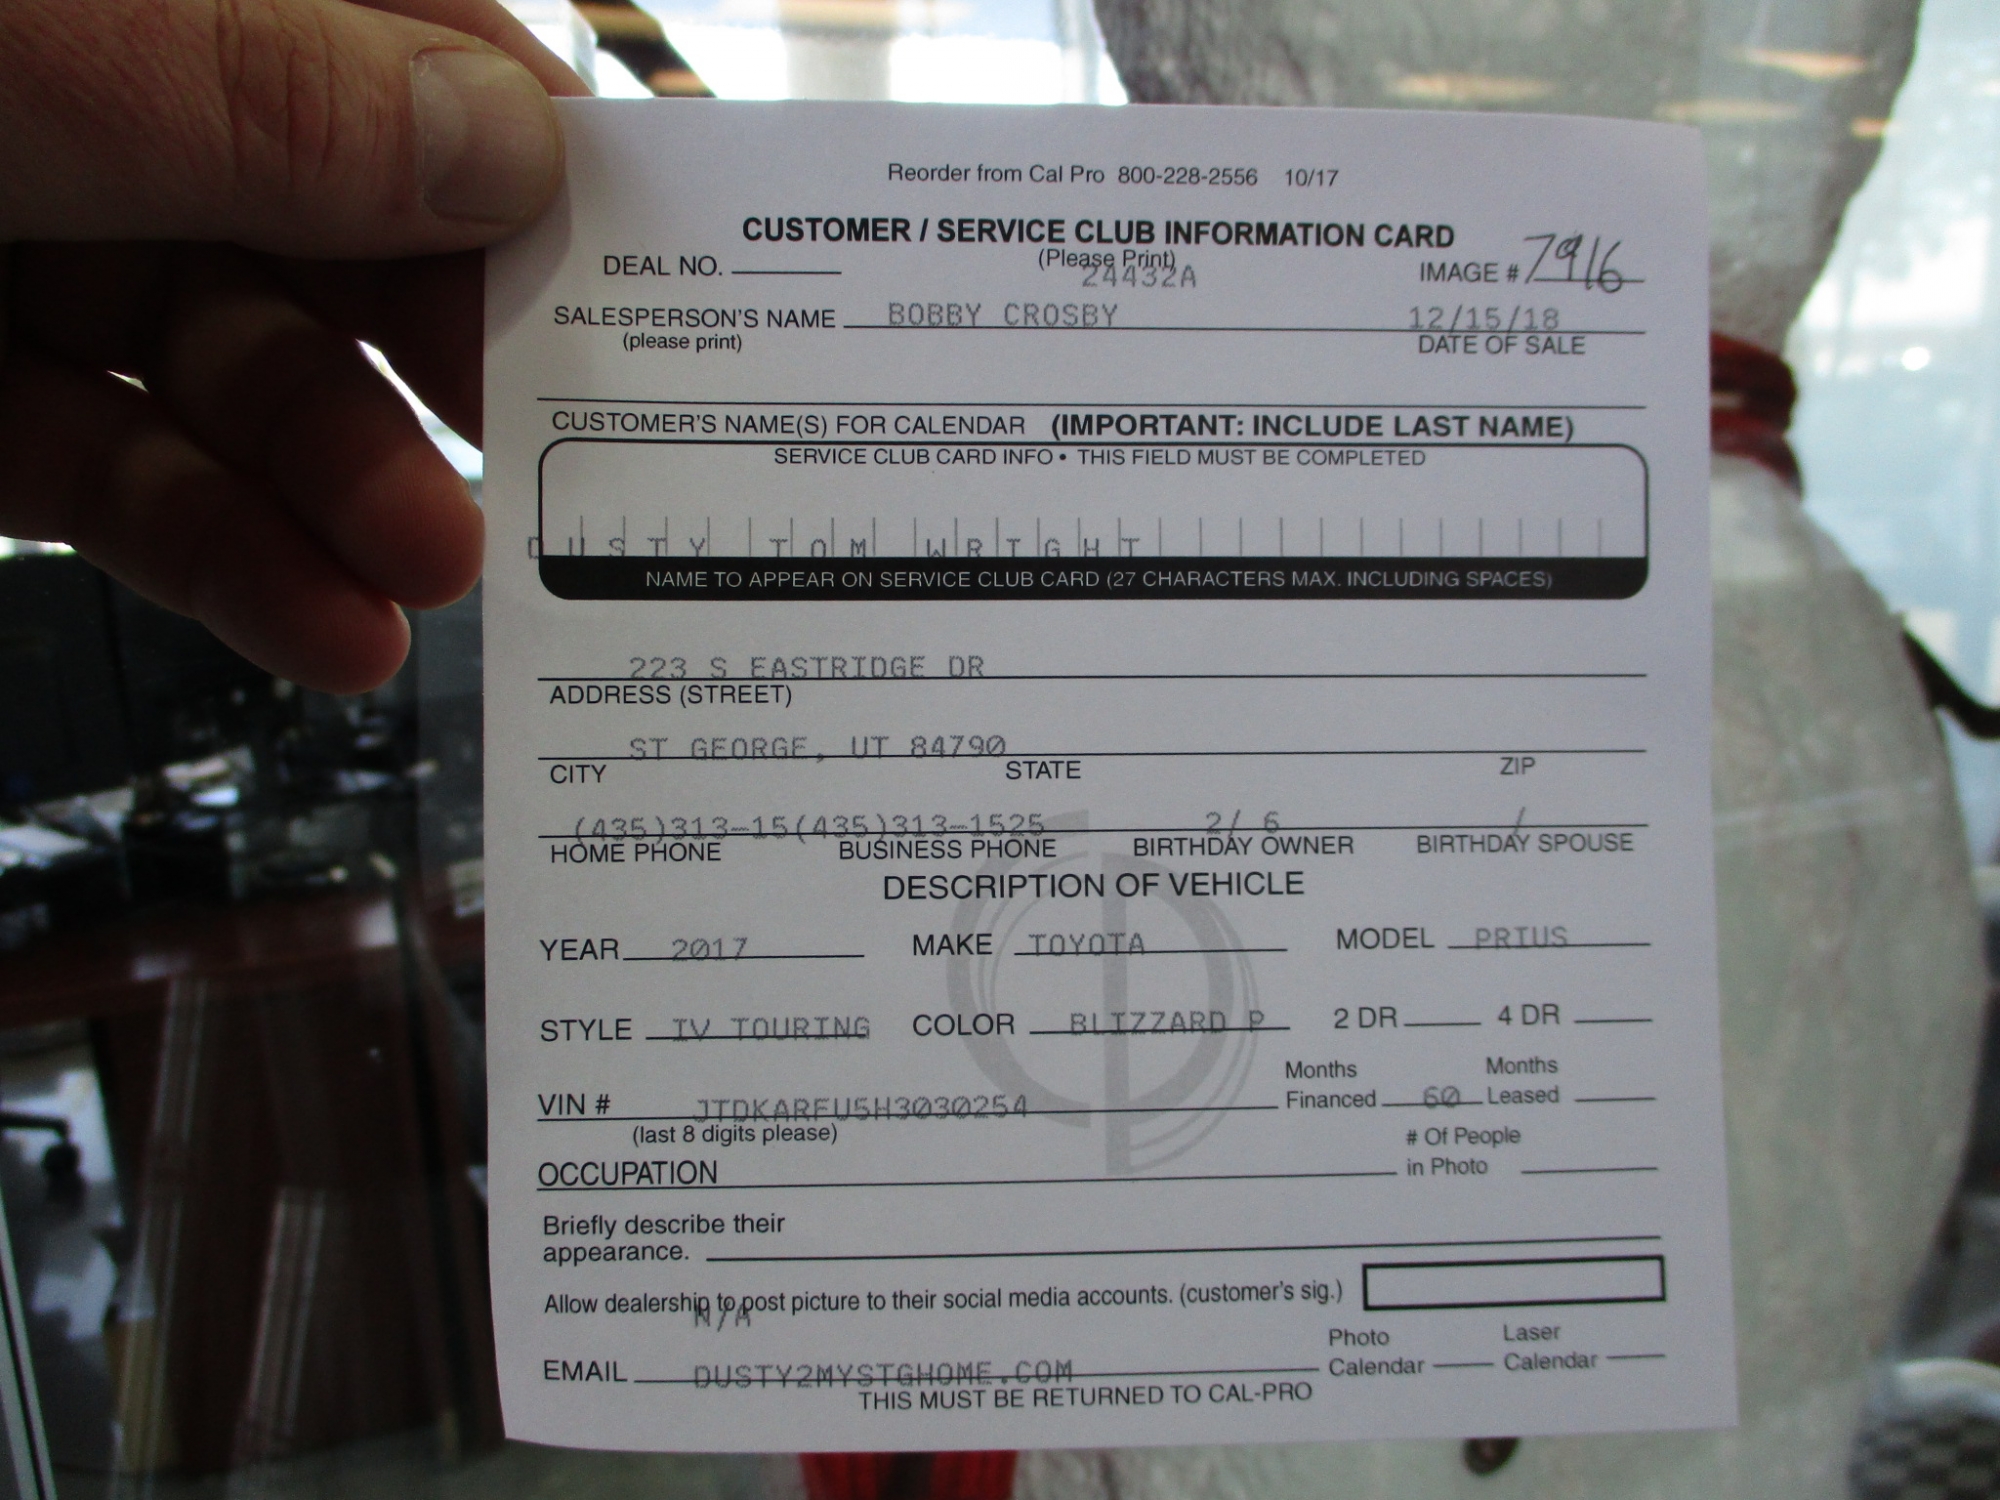 Reorder from Cal Pro 800-228-2556 10/17
CUSTOMER / SERVICE CLUB INFORMATION CARD
(Please Print)
DEAL NO. 24432A IMAGE # 7916
SALESPERSON'S NAME BOBBY CROSBY 12/15/18
(please print) DATE OF SALE
CUSTOMER'S NAME(S) FOR CALENDAR (IMPORTANT: INCLUDE LAST NAME)
SERVICE CLUB CARD INFO • THIS FIELD MUST BE COMPLETED
DUSTY TOM WRIGHT
NAME TO APPEAR ON SERVICE CLUB CARD (27 CHARACTERS MAX. INCLUDING SPACES)
223 S EASTRIDGE DR
ADDRESS (STREET)
ST GEORGE, UT 84790
CITY STATE ZIP
(435)313-15(435)313-1525 2/ 6 /
HOME PHONE BUSINESS PHONE BIRTHDAY OWNER BIRTHDAY SPOUSE
DESCRIPTION OF VEHICLE
YEAR 2017 MAKE TOYOTA MODEL PRIUS
STYLE IV TOURING COLOR BLIZZARD P 2 DR 4 DR
Months Months
VIN # JTDKARFU5H3030254 Financed 60 Leased
(last 8 digits please) # Of People
OCCUPATION in Photo
Briefly describe their
appearance.
Allow dealership to post picture to their social media accounts. (customer's sig.)
N/A
Photo Laser
EMAIL DUSTY2MYSTGHOME.COM Calendar Calendar
THIS MUST BE RETURNED TO CAL-PRO